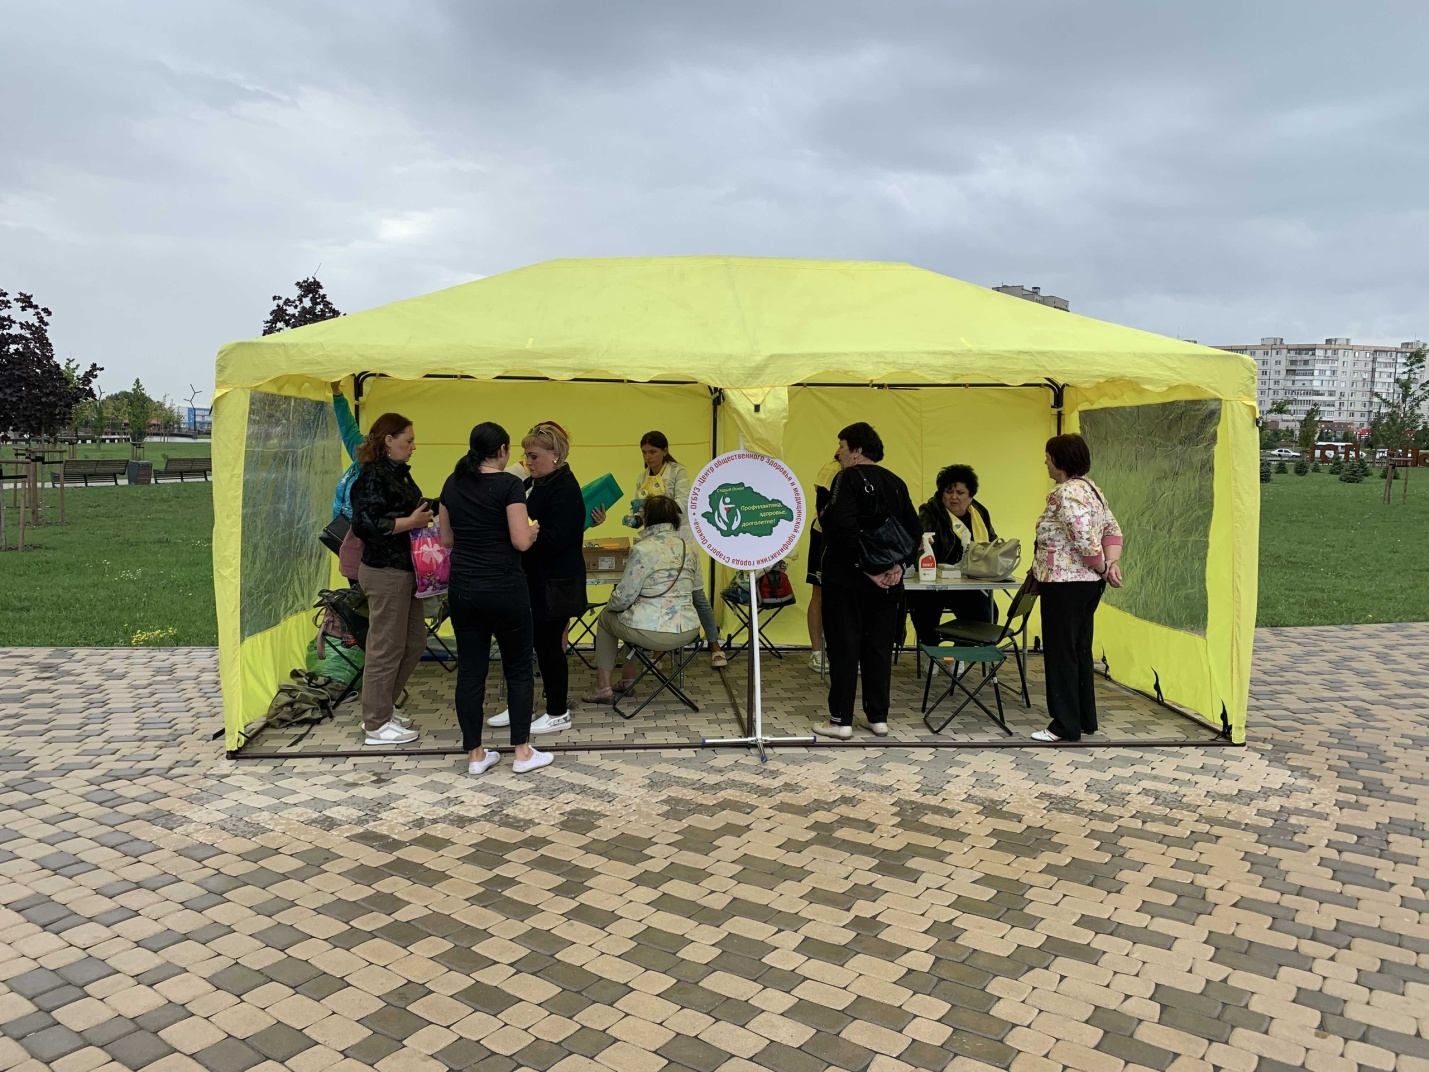 ОГБУЗ «Центр общественного здоровья и медицинской профилактики города Старого Оскола»
Старый Оскол
Профилактика,
здоровье,
долголетие!